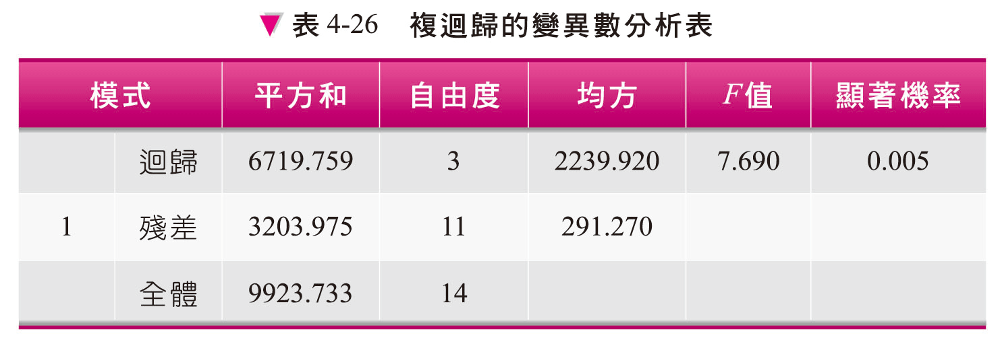 ▼ 表 4-26 複迴歸的變異數分析表
模式 平方和 自由度 均方 F值 顯著機率
迴歸 6719.759 3 2239.920 7.690 0.005
1 殘差 3203.975 11 291.270
全體 9923.733 14